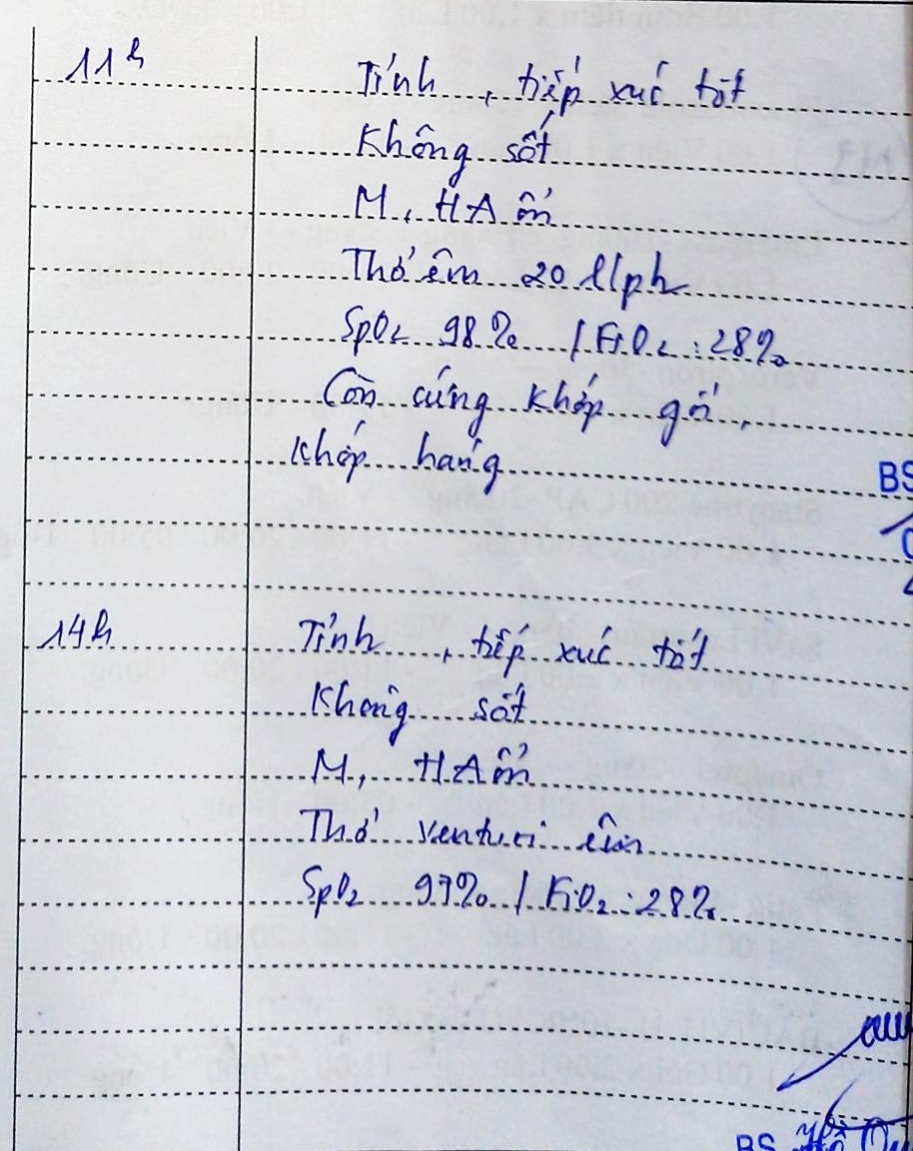 11h
Tỉnh, tiếp xúc tốt
Không sốt
M, HA ổn
Thở êm 20 l/ph
SpO2 98% / FiO2: 28%
Còn cứng khớp gối,
khớp háng
BS
14h
Tỉnh, tiếp xúc tốt
Không sốt
M, HA ổn
Thở venturi êm
SpO2 97% / FiO2 28%
BS. Hồ